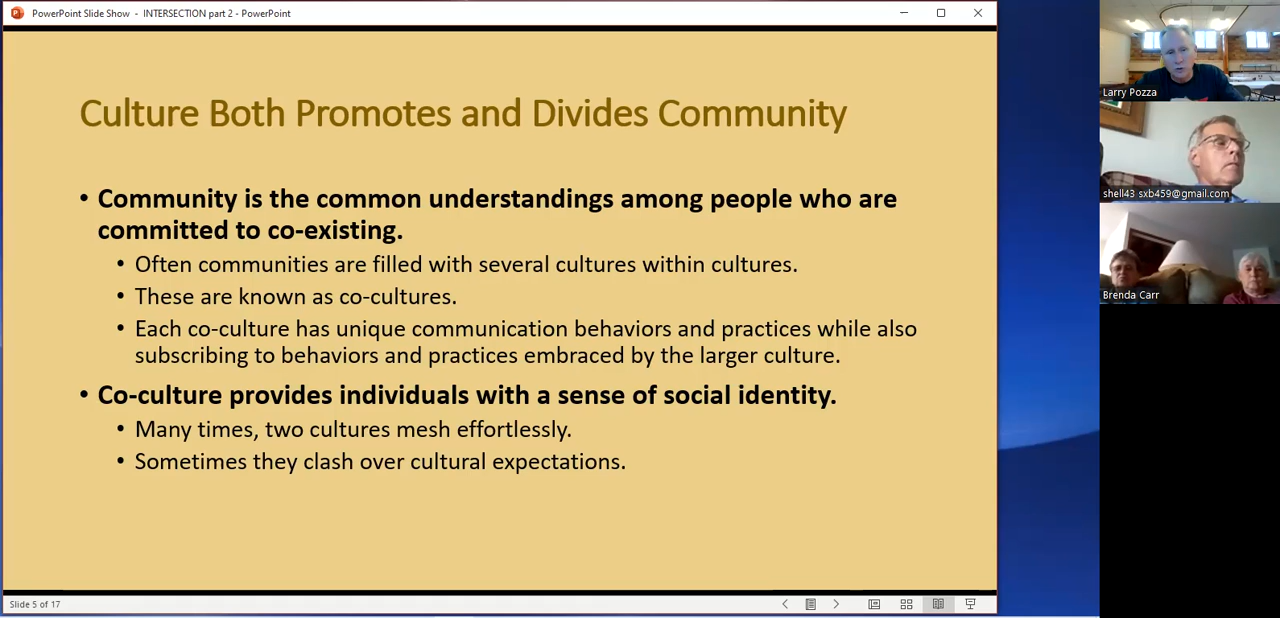 PowerPoint Slide Show - INTERSECTION part 2 - PowerPoint
Culture Both Promotes and Divides Community
• Community is the common understandings among people who are
committed to co-existing.
• Often communities are filled with several cultures within cultures.
• These are known as co-cultures.
• Each co-culture has unique communication behaviors and practices while also
subscribing to behaviors and practices embraced by the larger culture.
• Co-culture provides individuals with a sense of social identity.
• Many times, two cultures mesh effortlessly.
• Sometimes they clash over cultural expectations.
Slide 5 of 17
Larry Pozza
shell43 sxb459@gmail.com
Brenda Carr